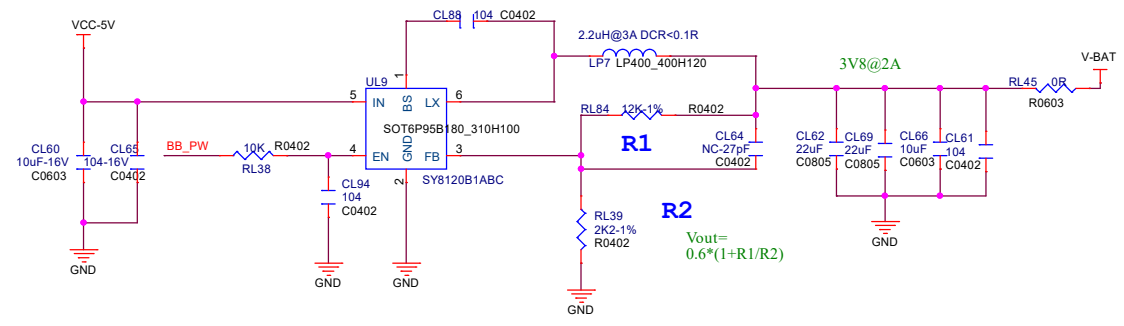 VCC-5V
CL88 104 C0402
2.2uH@3A DCR<0.1R
LP7 LP400_400H120
3V8@2A
V-BAT
RL45 0R
R0603
UL9
1
5 IN BS LX 6
SOT6P95B180_310H100
RL84 12K-1% R0402
R1
CL60
10uF-16V
C0603
CL65
104-16V
C0402
BB_PW
10K R0402
RL38
4 EN GND FB 3
2
SY8120B1ABC
CL94
104
C0402
CL64
NC-27pF
C0402
CL62
22uF
C0805
CL69
22uF
C0805
CL66
10uF
C0603
CL61
104
C0402
R2
RL39
2K2-1%
R0402
Vout=
0.6*(1+R1/R2)
GND
GND
GND
GND
GND